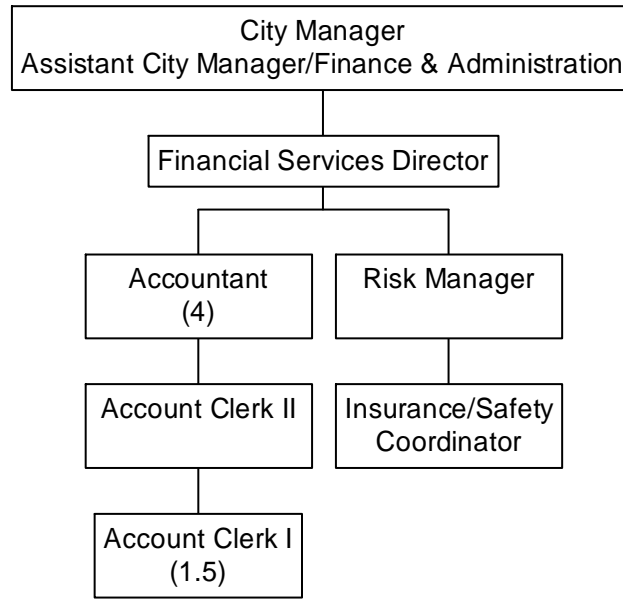 City Manager
Assistant City Manager/Finance & Administration
Financial Services Director
Accountant
(4)
Risk Manager
Account Clerk II
Insurance/Safety
Coordinator
Account Clerk I
(1.5)